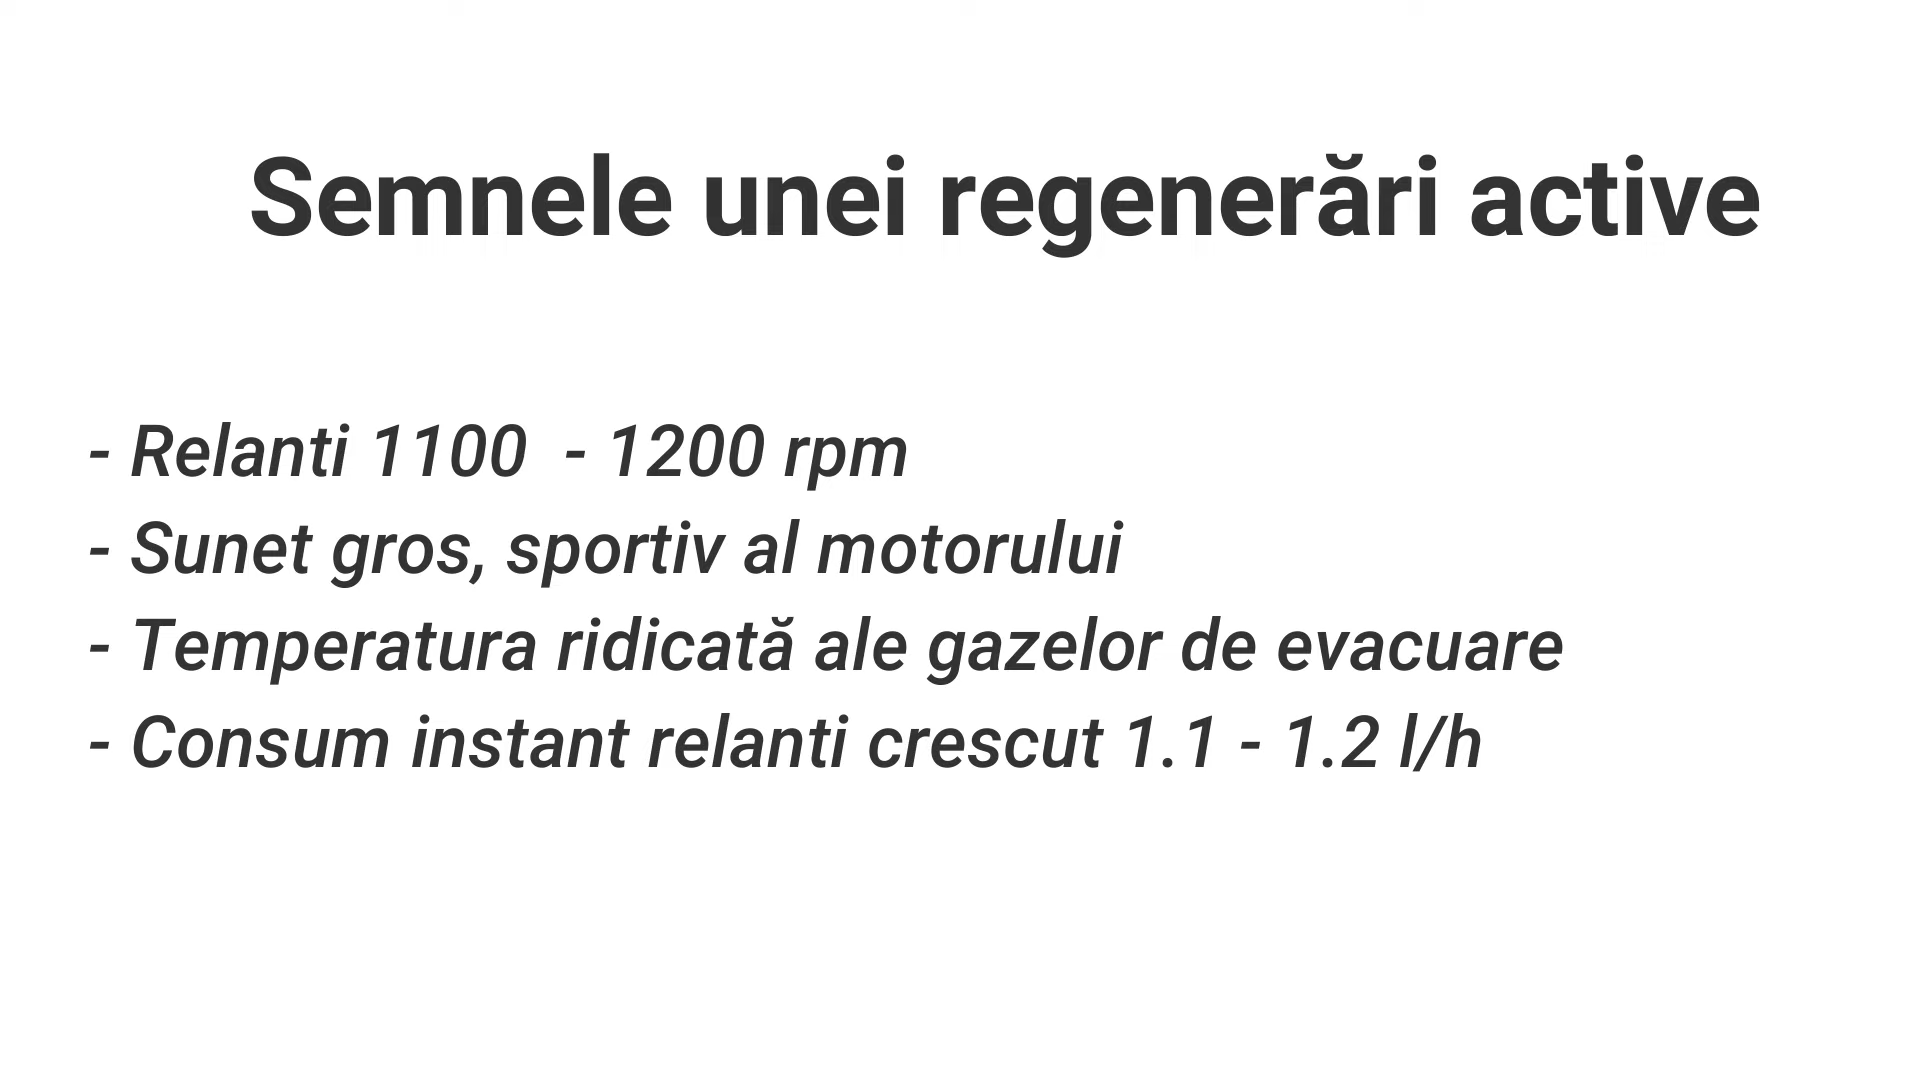 Semnele unei regenerări active
- Relanti 1100  - 1200 rpm
- Sunet gros, sportiv al motorului
- Temperatura ridicată ale gazelor de evacuare
- Consum instant relanti crescut 1.1 - 1.2 l/h